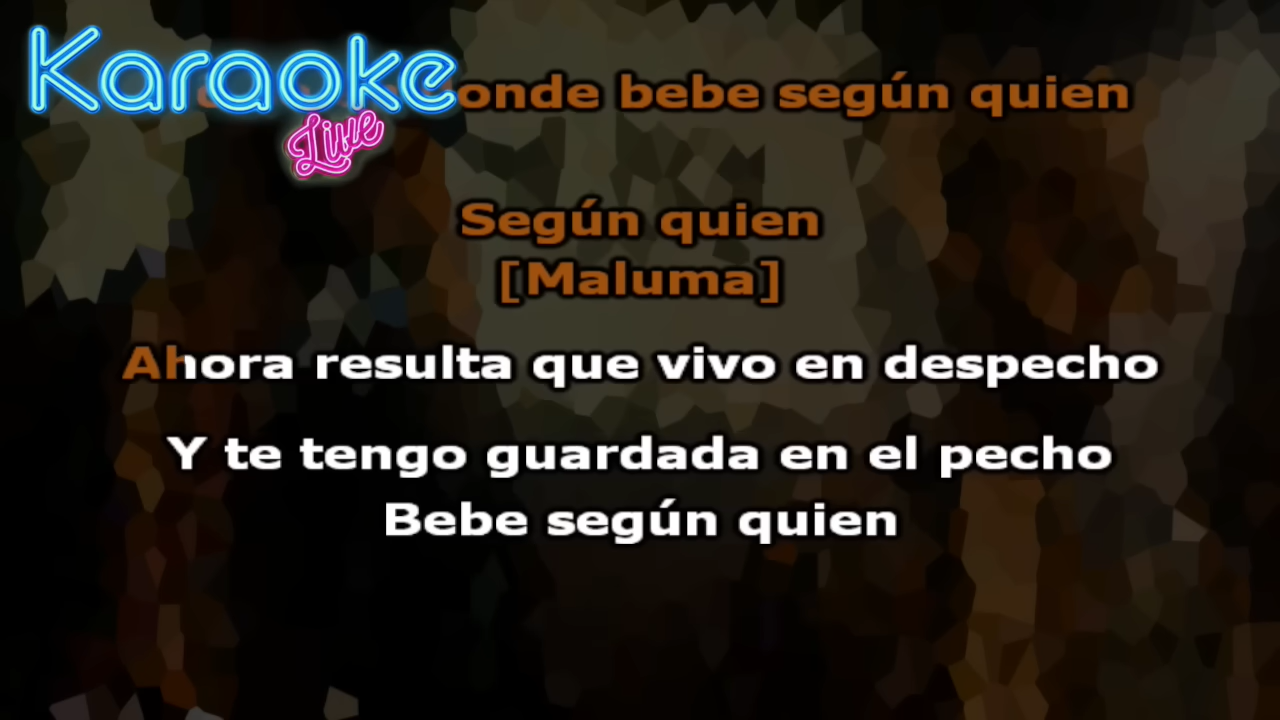 Karaoke
Live
onde bebe según quien
Según quien
[Maluma]
Ahora resulta que vivo en despecho
Y te tengo guardada en el pecho
Bebe según quien